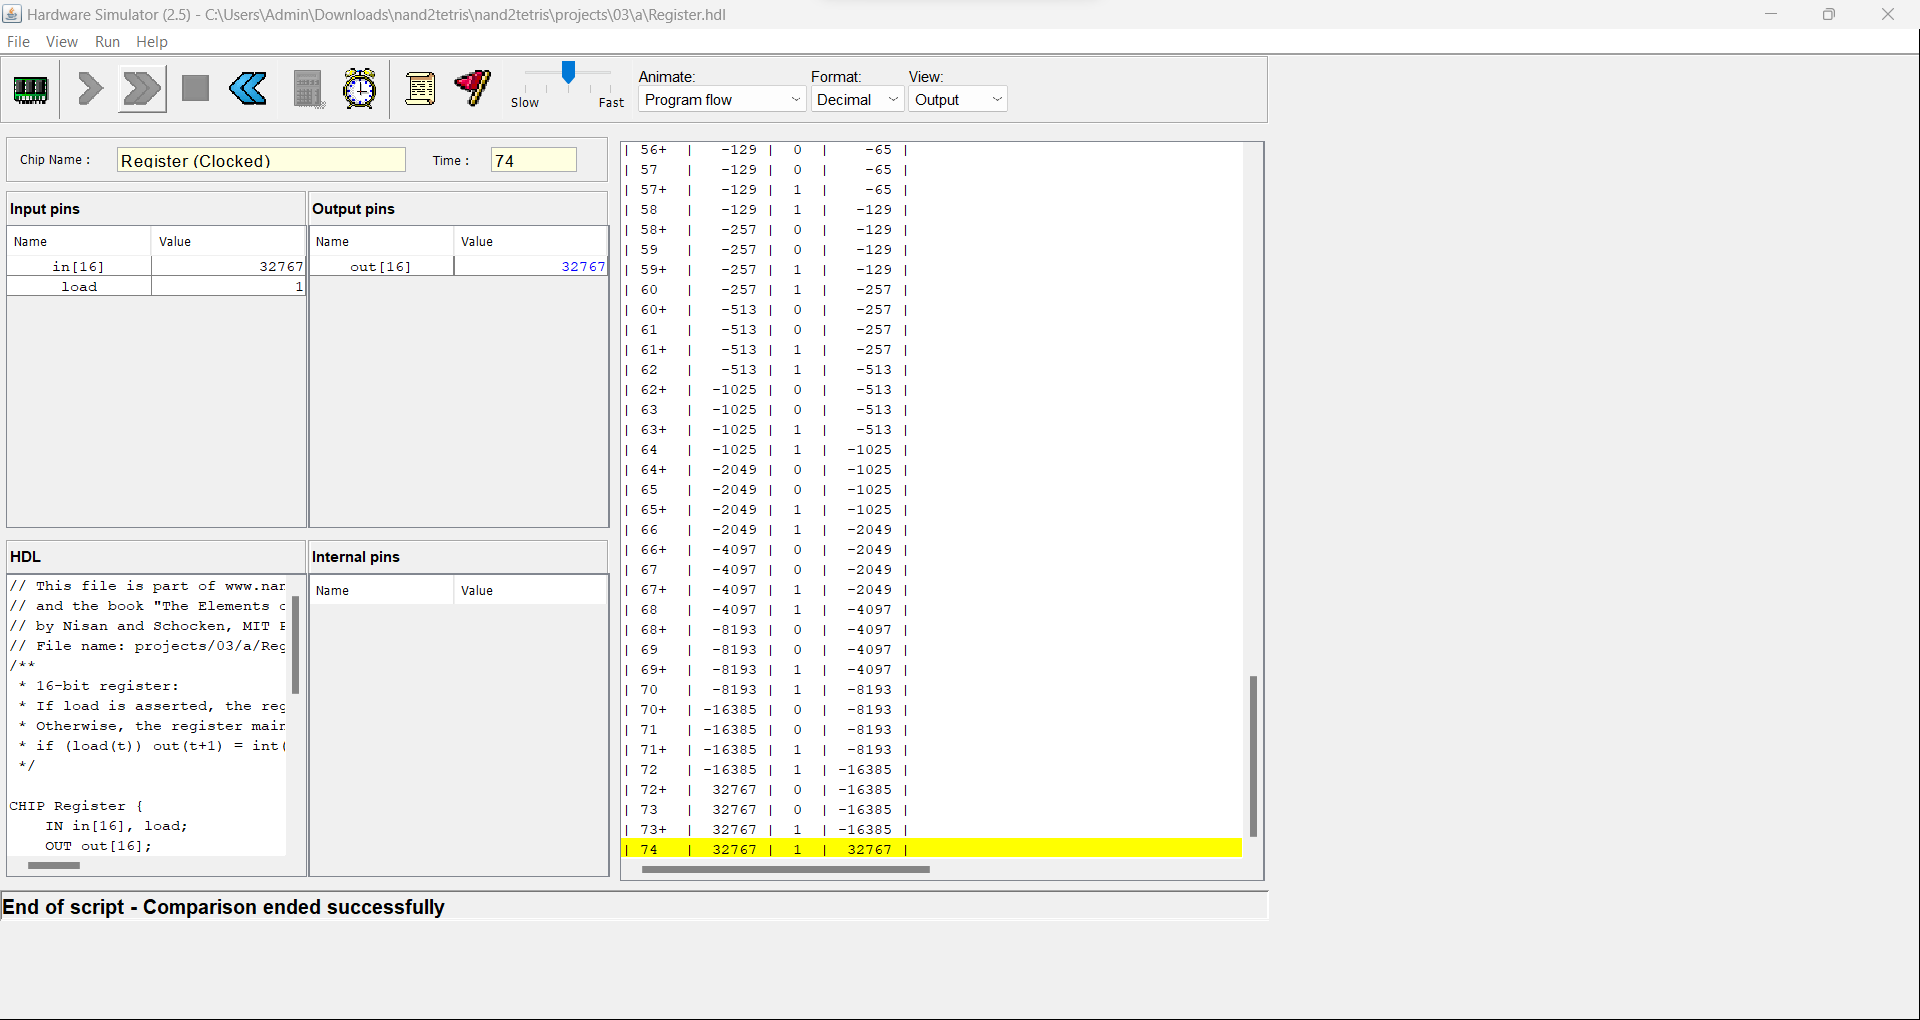 Hardware Simulator (2.5) - C:\Users\Admin\Downloads\nand2tetris\nand2tetris\projects\03\a\Register.hdl
File View Run Help
Slow Fast
Animate: Format: View:
Program flow Decimal Output
Chip Name : Register (Clocked) Time : 74
Input pins
Name Value
in[16] 32767
load 1
Output pins
Name Value
out[16] 32767
HDL
// This file is part of www.nan
// and the book "The Elements o
// by Nisan and Schocken, MIT P
// File name: projects/03/a/Reg
/**
* 16-bit register:
* If load is asserted, the reg
* Otherwise, the register main
* if (load(t)) out(t+1) = int(
*/
CHIP Register {
IN in[16], load;
OUT out[16];
Internal pins
Name Value
| 56+ | -129 | 0 | -65 |
| 57 | -129 | 0 | -65 |
| 57+ | -129 | 1 | -65 |
| 58 | -129 | 1 | -129 |
| 58+ | -257 | 0 | -129 |
| 59 | -257 | 0 | -129 |
| 59+ | -257 | 1 | -129 |
| 60 | -257 | 1 | -257 |
| 60+ | -513 | 0 | -257 |
| 61 | -513 | 0 | -257 |
| 61+ | -513 | 1 | -257 |
| 62 | -513 | 1 | -513 |
| 62+ | -1025 | 0 | -513 |
| 63 | -1025 | 0 | -513 |
| 63+ | -1025 | 1 | -513 |
| 64 | -1025 | 1 | -1025 |
| 64+ | -2049 | 0 | -1025 |
| 65 | -2049 | 0 | -1025 |
| 65+ | -2049 | 1 | -1025 |
| 66 | -2049 | 1 | -2049 |
| 66+ | -4097 | 0 | -2049 |
| 67 | -4097 | 0 | -2049 |
| 67+ | -4097 | 1 | -2049 |
| 68 | -4097 | 1 | -4097 |
| 68+ | -8193 | 0 | -4097 |
| 69 | -8193 | 0 | -4097 |
| 69+ | -8193 | 1 | -4097 |
| 70 | -8193 | 1 | -8193 |
| 70+ | -16385 | 0 | -8193 |
| 71 | -16385 | 0 | -8193 |
| 71+ | -16385 | 1 | -8193 |
| 72 | -16385 | 1 | -16385 |
| 72+ | 32767 | 0 | -16385 |
| 73 | 32767 | 0 | -16385 |
| 73+ | 32767 | 1 | -16385 |
| 74 | 32767 | 1 | 32767 |
End of script - Comparison ended successfully